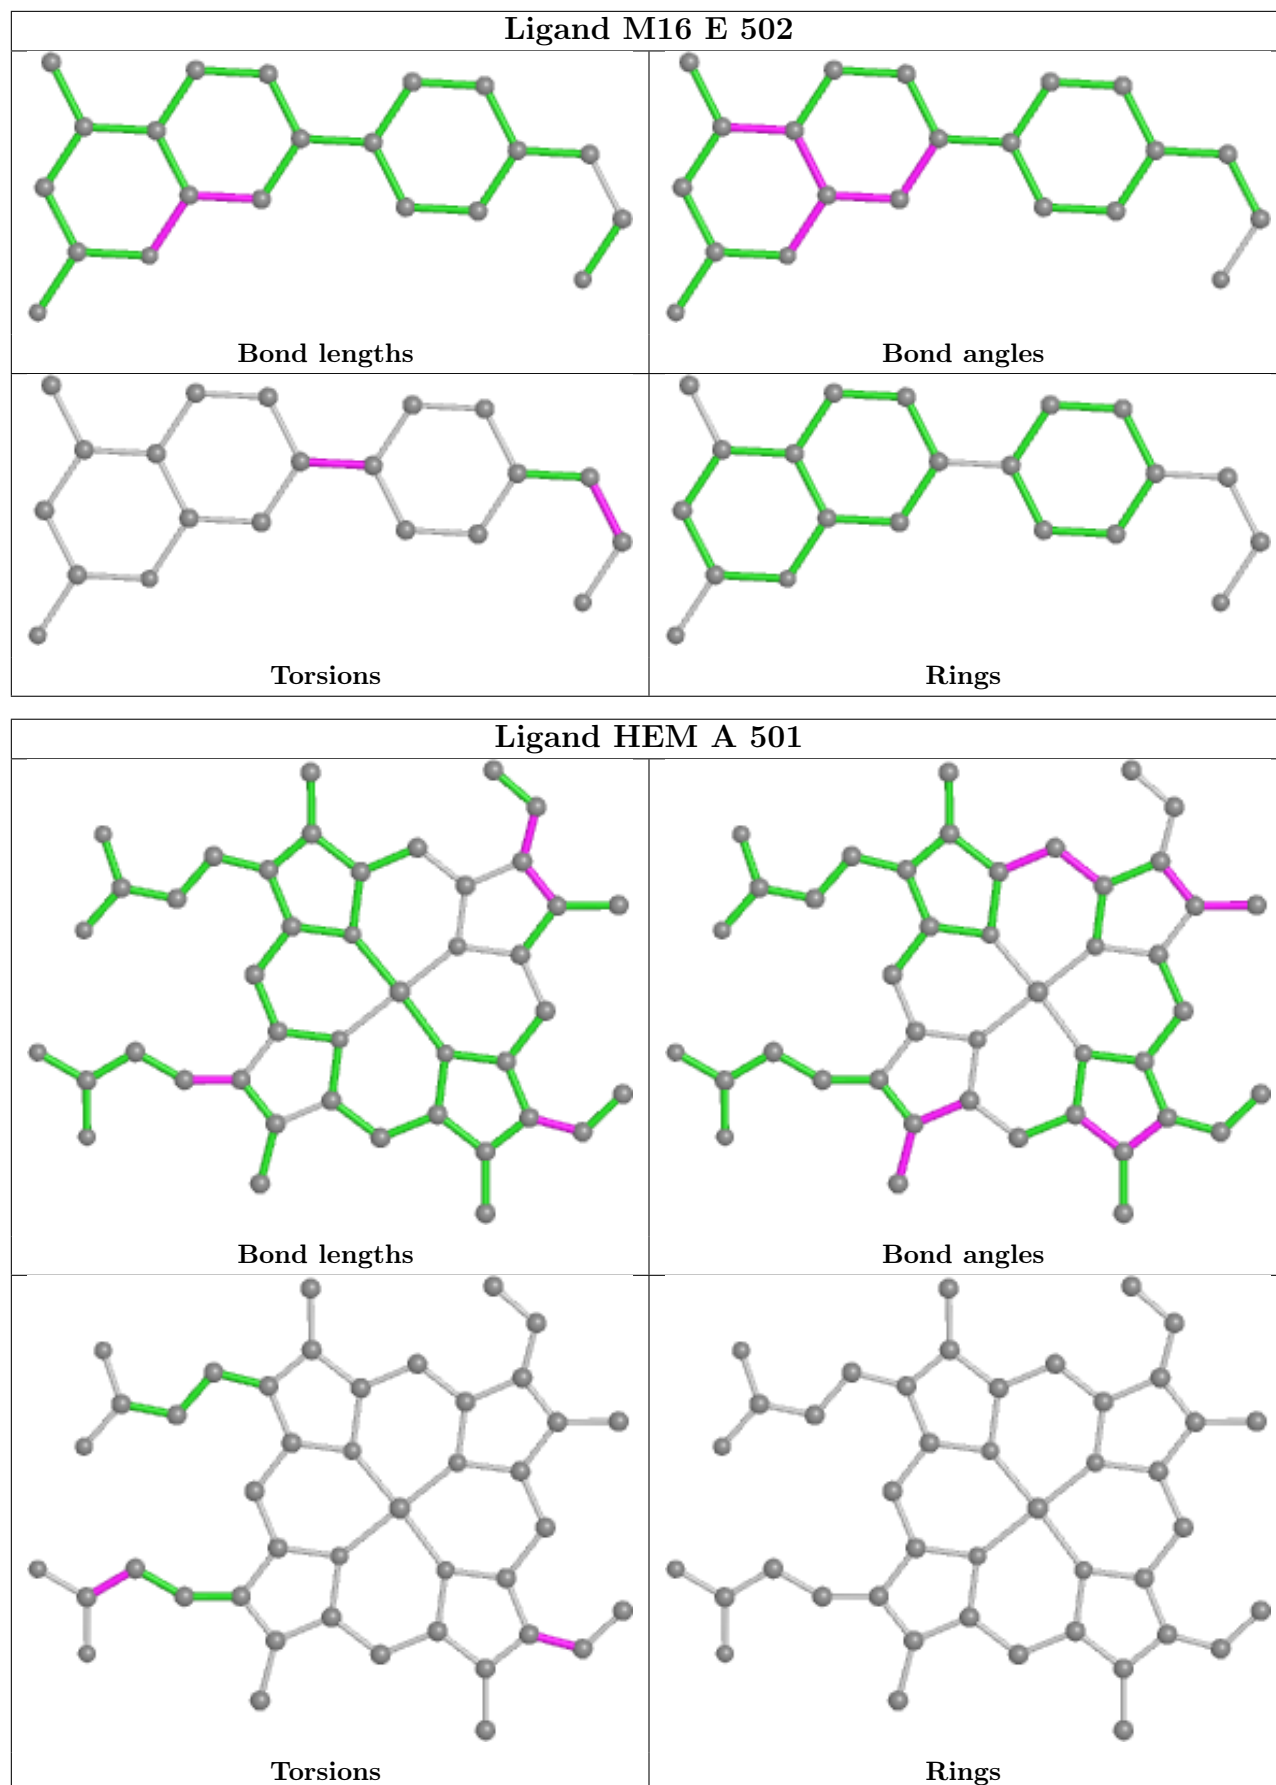 Ligand M16 E 502
Bond lengths
Bond angles
Torsions
Rings
Ligand HEM A 501
Bond lengths
Bond angles
Torsions
Rings